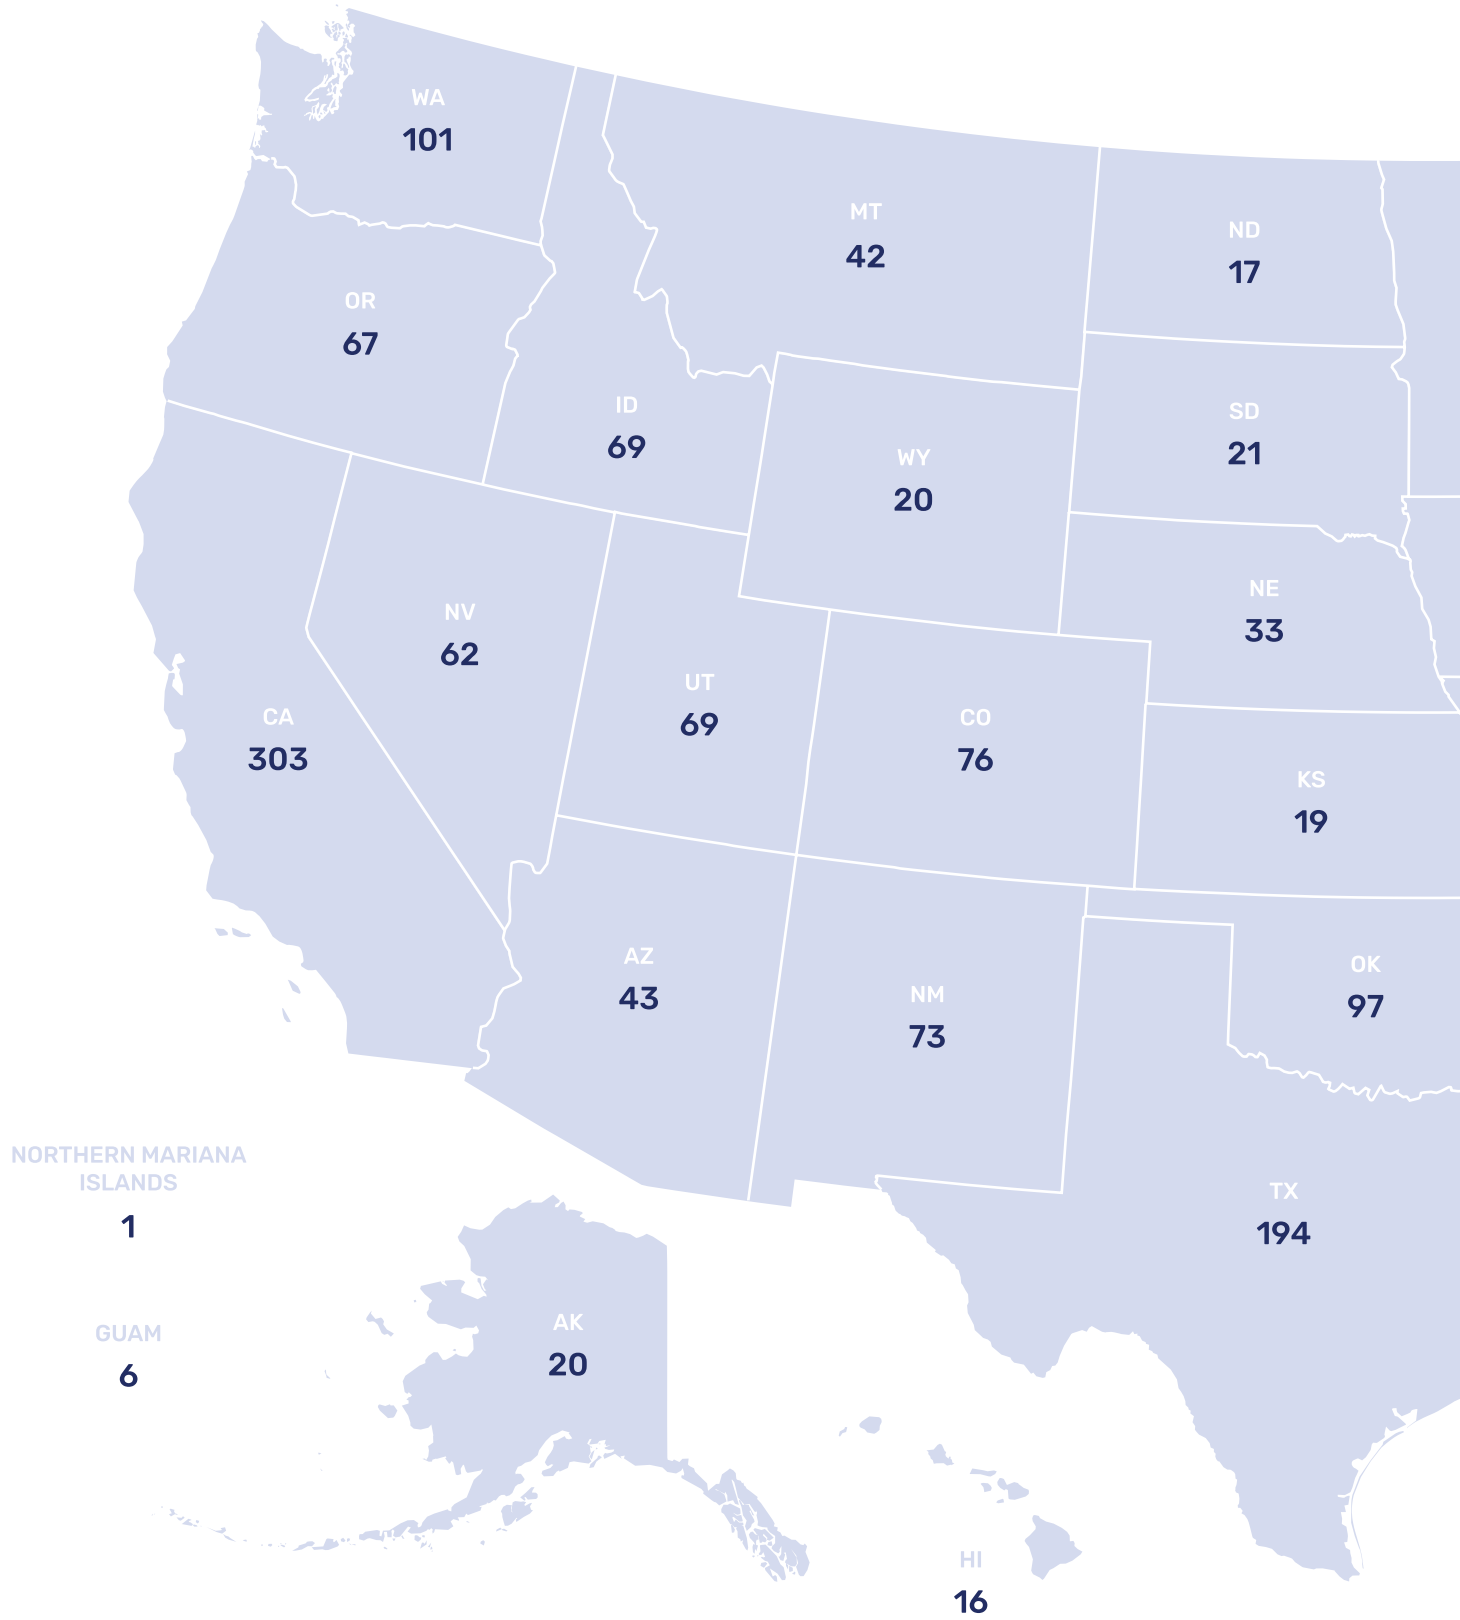 WA
101
MT
42
ND
17
OR
67
ID
69
SD
21
WY
20
NE
33
NV
62
UT
69
CO
76
CA
303
KS
19
AZ
43
NM
73
OK
97
NORTHERN MARIANA
ISLANDS
1
TX
194
GUAM
6
AK
20
HI
16